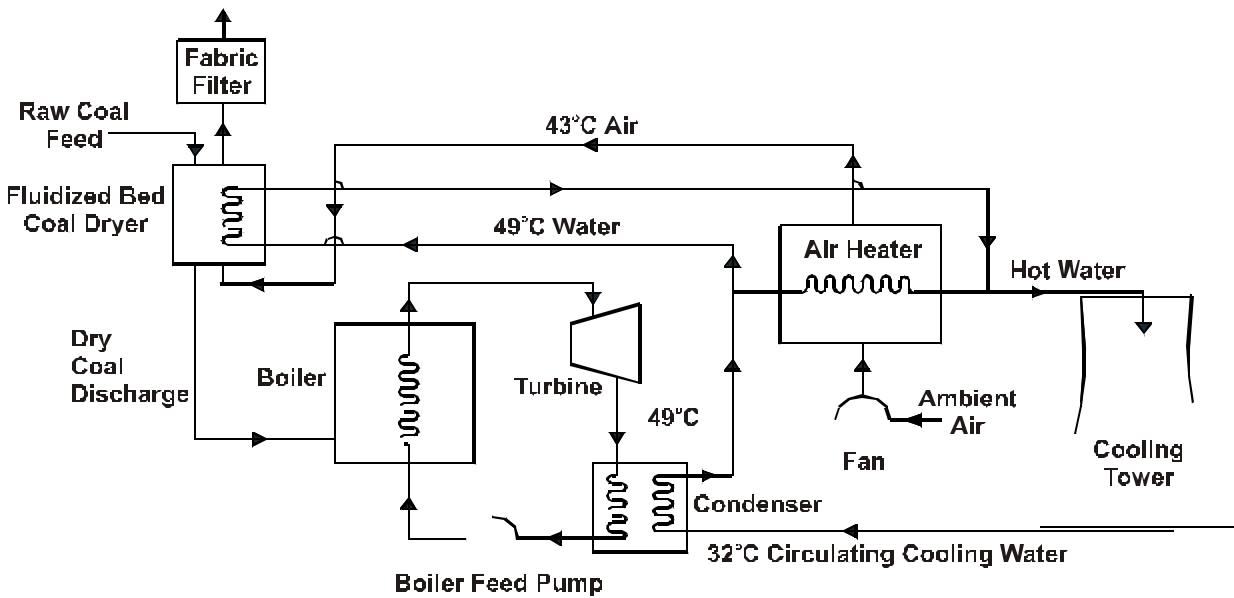 Fabric
Filter
Raw Coal
Feed
43°C Air
Fluidized Bed
Coal Dryer
49°C Water
Air Heater
Hot Water
Dry
Coal
Discharge
Boiler
Turbine
49°C
Ambient
Air
Fan
Cooling
Tower
Condenser
32°C Circulating Cooling Water
Boiler Feed Pump